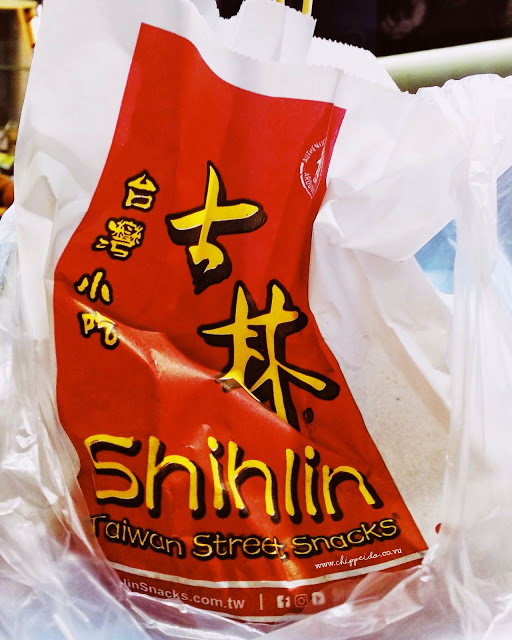 台灣小吃
士林
®
Shihlin
Taiwan Street Snacks
www.chippeido.co.vu
linSnacks.com.tw |